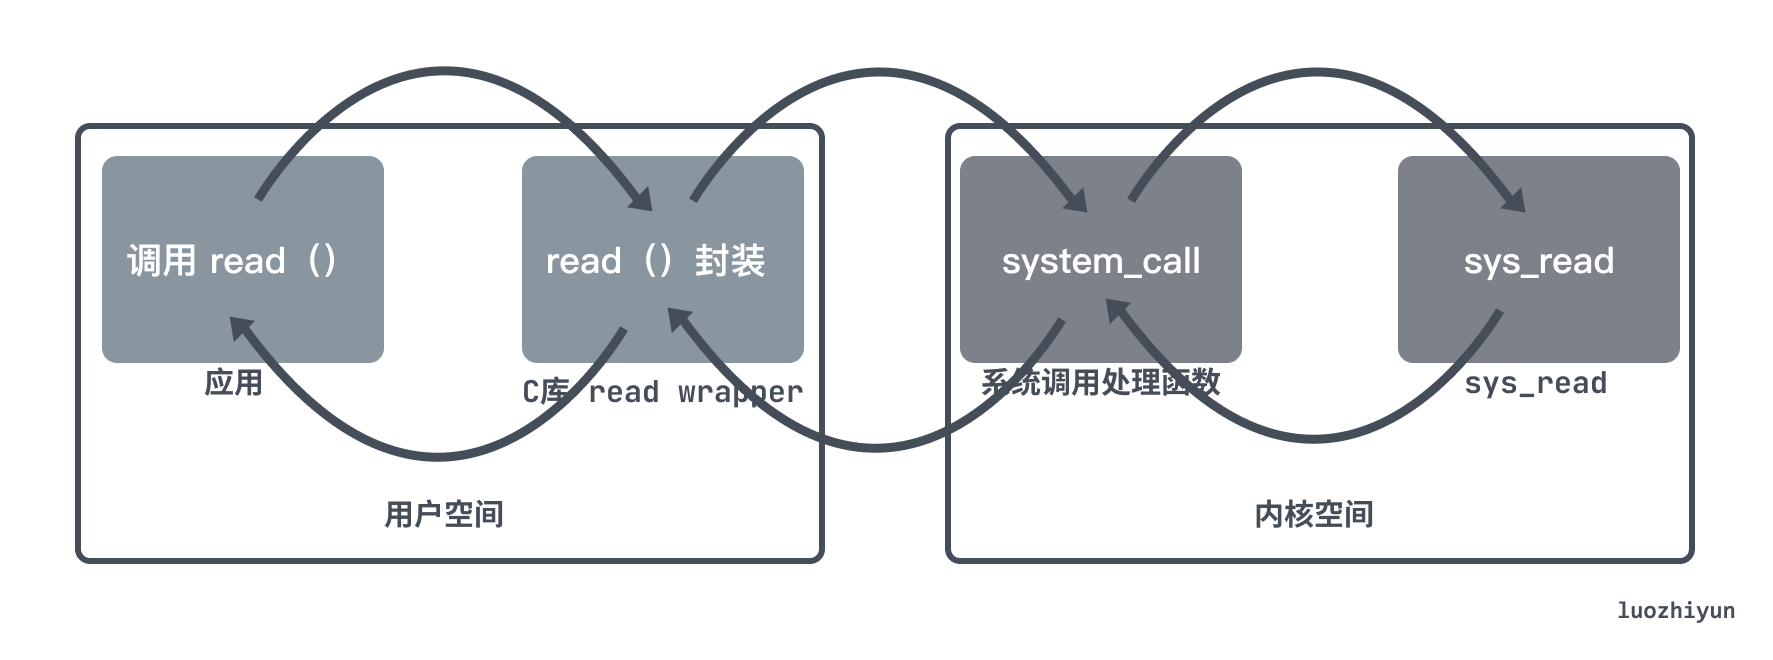 调用 read（）
read（）封装
system_call
sys_read
应用
C库 read wrapper
系统调用处理函数
sys_read
用户空间
内核空间
luozhiyun